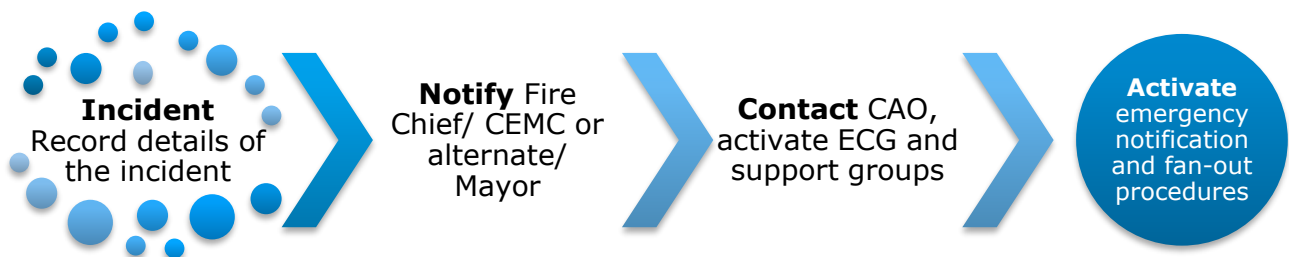 Incident
Record details of
the incident
Notify Fire
Chief/ CEMC or
alternate/
Mayor
Contact CAO,
activate ECG and
support groups
Activate
emergency
notification
and fan-out
procedures